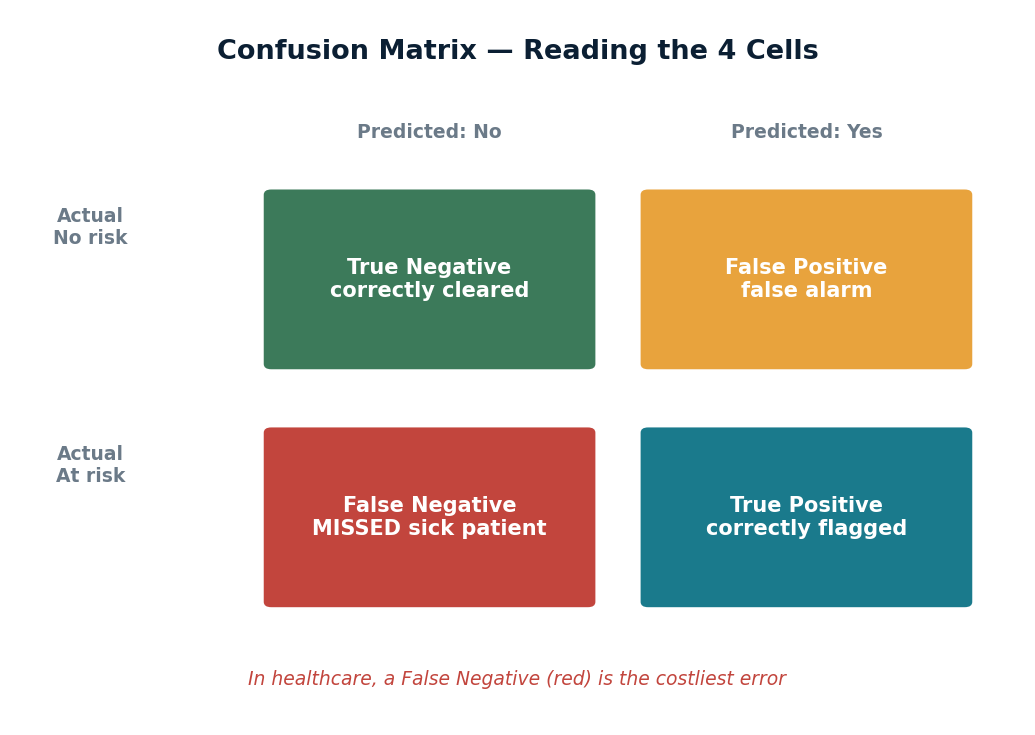 Confusion Matrix — Reading the 4 Cells
Predicted: No
Predicted: Yes
Actual
No risk
True Negative
correctly cleared
False Positive
false alarm
Actual
At risk
False Negative
MISSED sick patient
True Positive
correctly flagged
In healthcare, a False Negative (red) is the costliest error